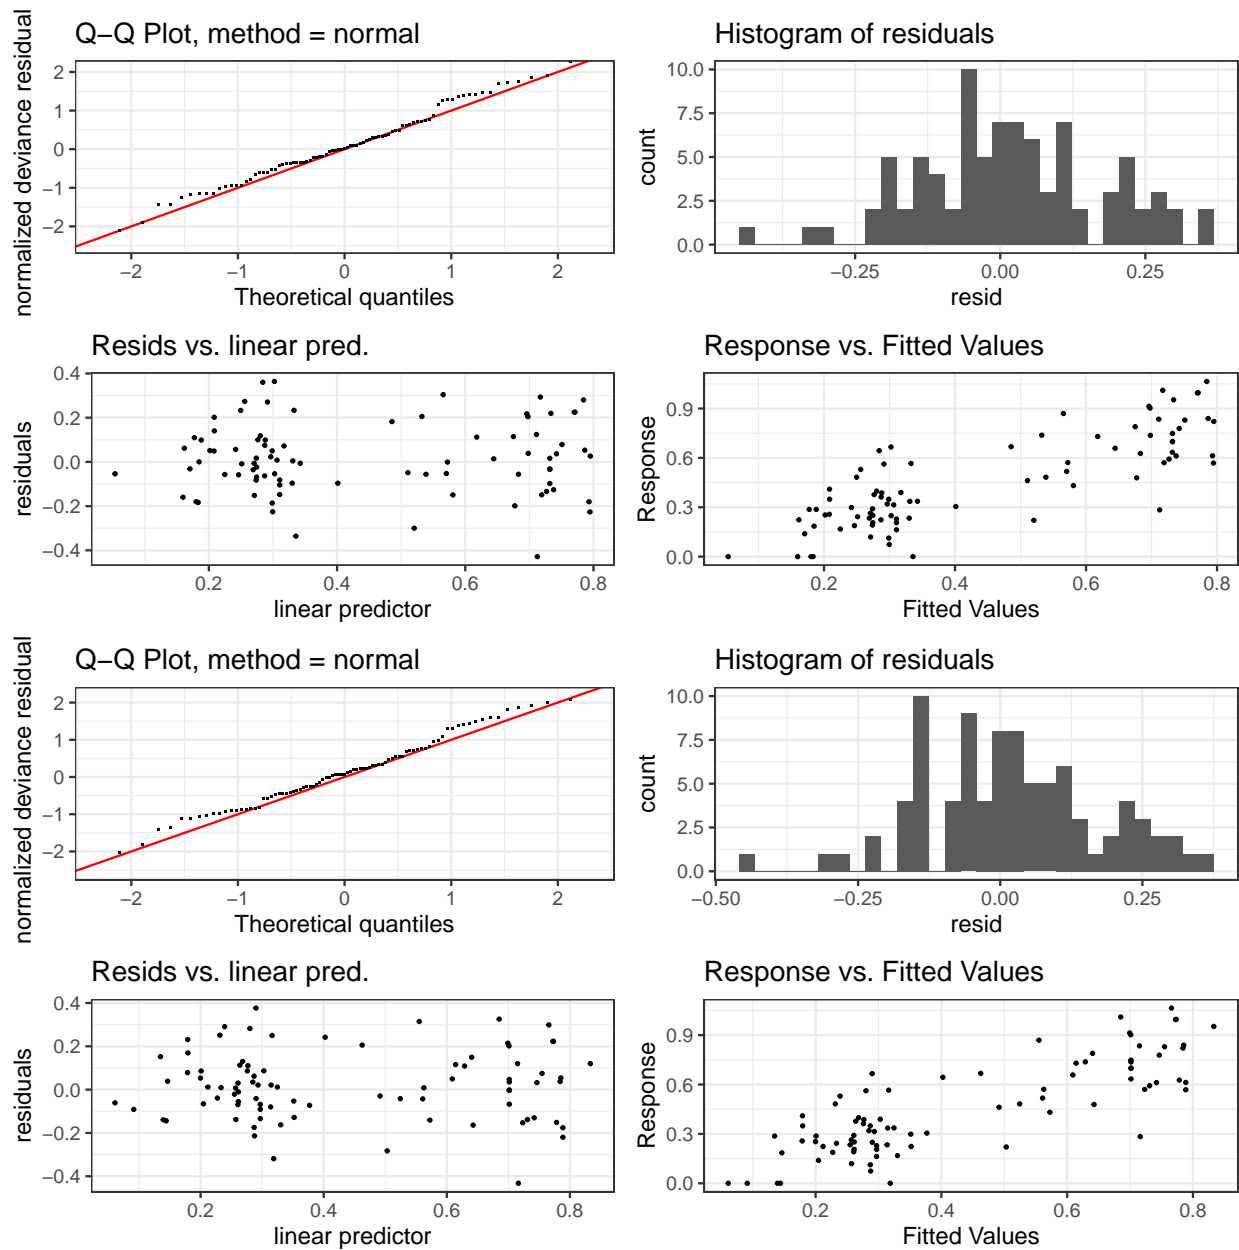 Q−Q Plot, method = normal
normalized deviance residual
2
1
0
−1
−2
−2 −1 0 1 2
Theoretical quantiles
Histogram of residuals
count
10.0
7.5
5.0
2.5
0.0
−0.25 0.00 0.25
resid
Resids vs. linear pred.
residuals
0.4
0.2
0.0
−0.2
−0.4
0.2 0.4 0.6 0.8
linear predictor
Response vs. Fitted Values
Response
0.9
0.6
0.3
0.0
0.2 0.4 0.6 0.8
Fitted Values
Q−Q Plot, method = normal
normalized deviance residual
2
1
0
−1
−2
−2 −1 0 1 2
Theoretical quantiles
Histogram of residuals
count
10.0
7.5
5.0
2.5
0.0
−0.50 −0.25 0.00 0.25
resid
Resids vs. linear pred.
residuals
0.4
0.2
0.0
−0.2
−0.4
0.2 0.4 0.6 0.8
linear predictor
Response vs. Fitted Values
Response
0.9
0.6
0.3
0.0
0.2 0.4 0.6 0.8
Fitted Values